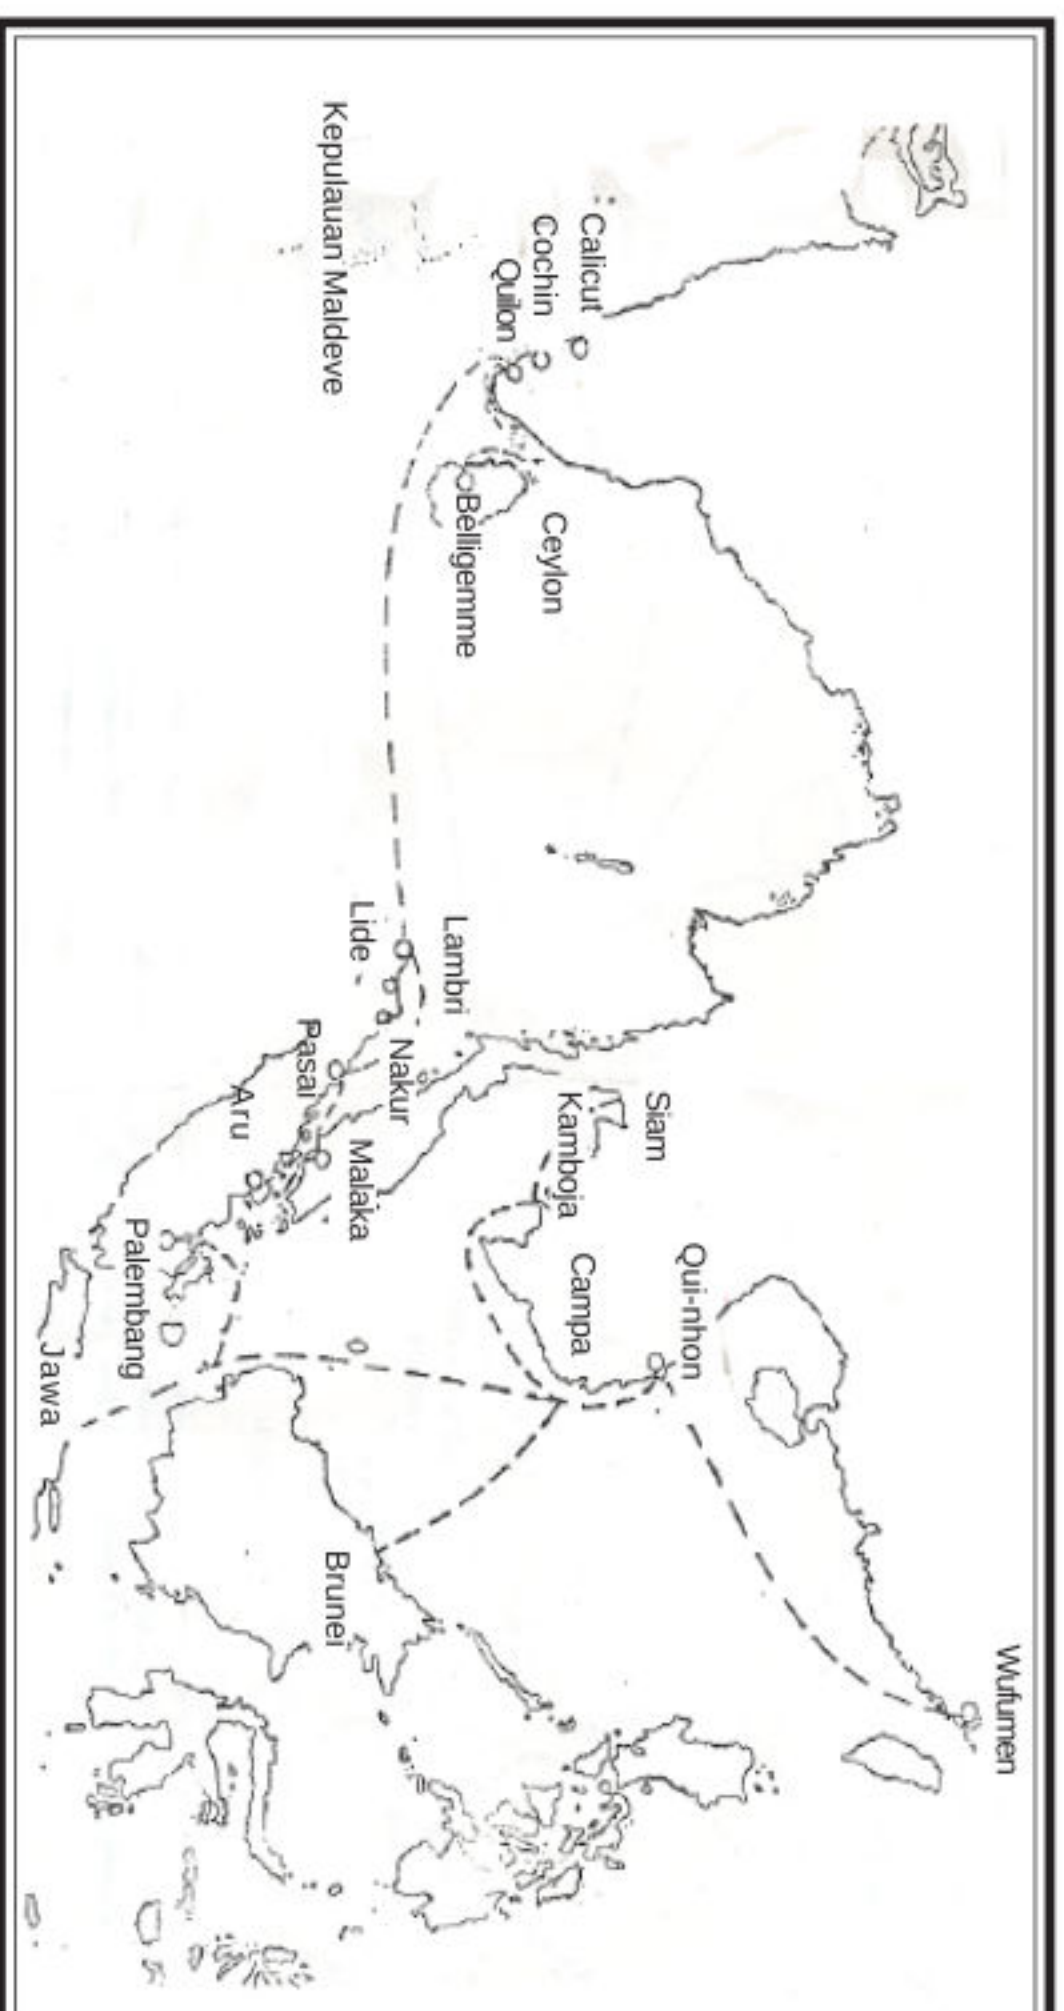 Wufumen
Qui-nhon
Siam
Kamboja
Campa
Calicut
Cochin
Quilon
Ceylon
Belligemme
Kepulauan Maldeve
Lambri
Lide
Nakur
Pasai
Aru
Malaka
Palembang
Jawa
Brunei